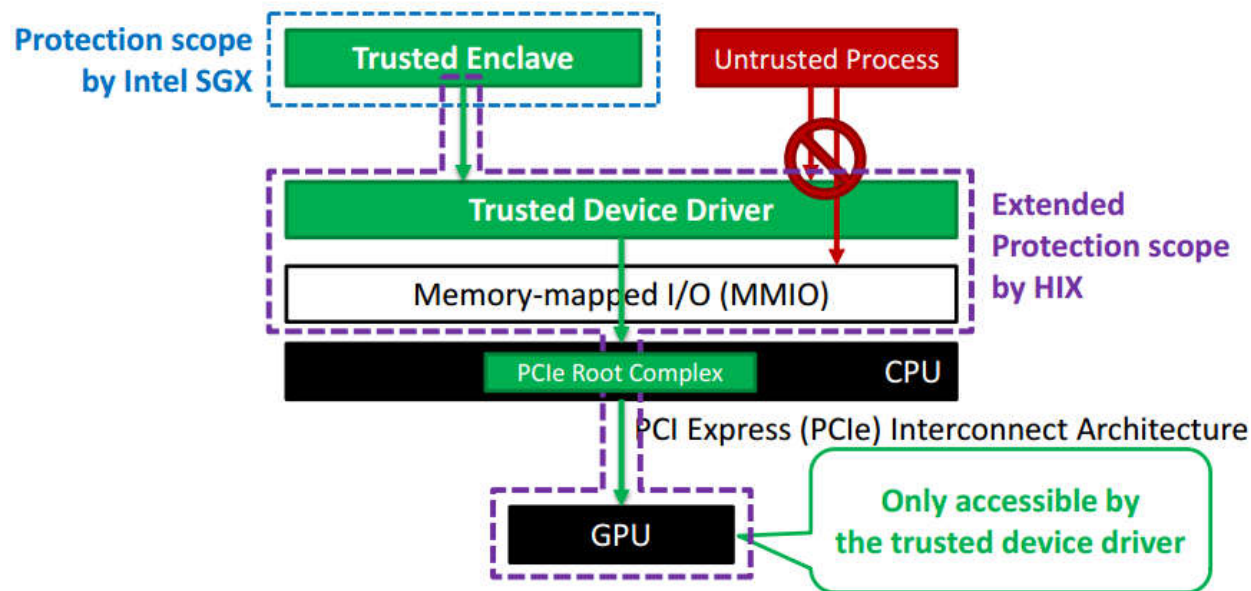 Protection scope
by Intel SGX
Trusted Enclave
Untrusted Process
Trusted Device Driver
Extended
Protection scope
by HIX
Memory-mapped I/O (MMIO)
PCIe Root Complex
CPU
PCI Express (PCIe) Interconnect Architecture
GPU
Only accessible by
the trusted device driver